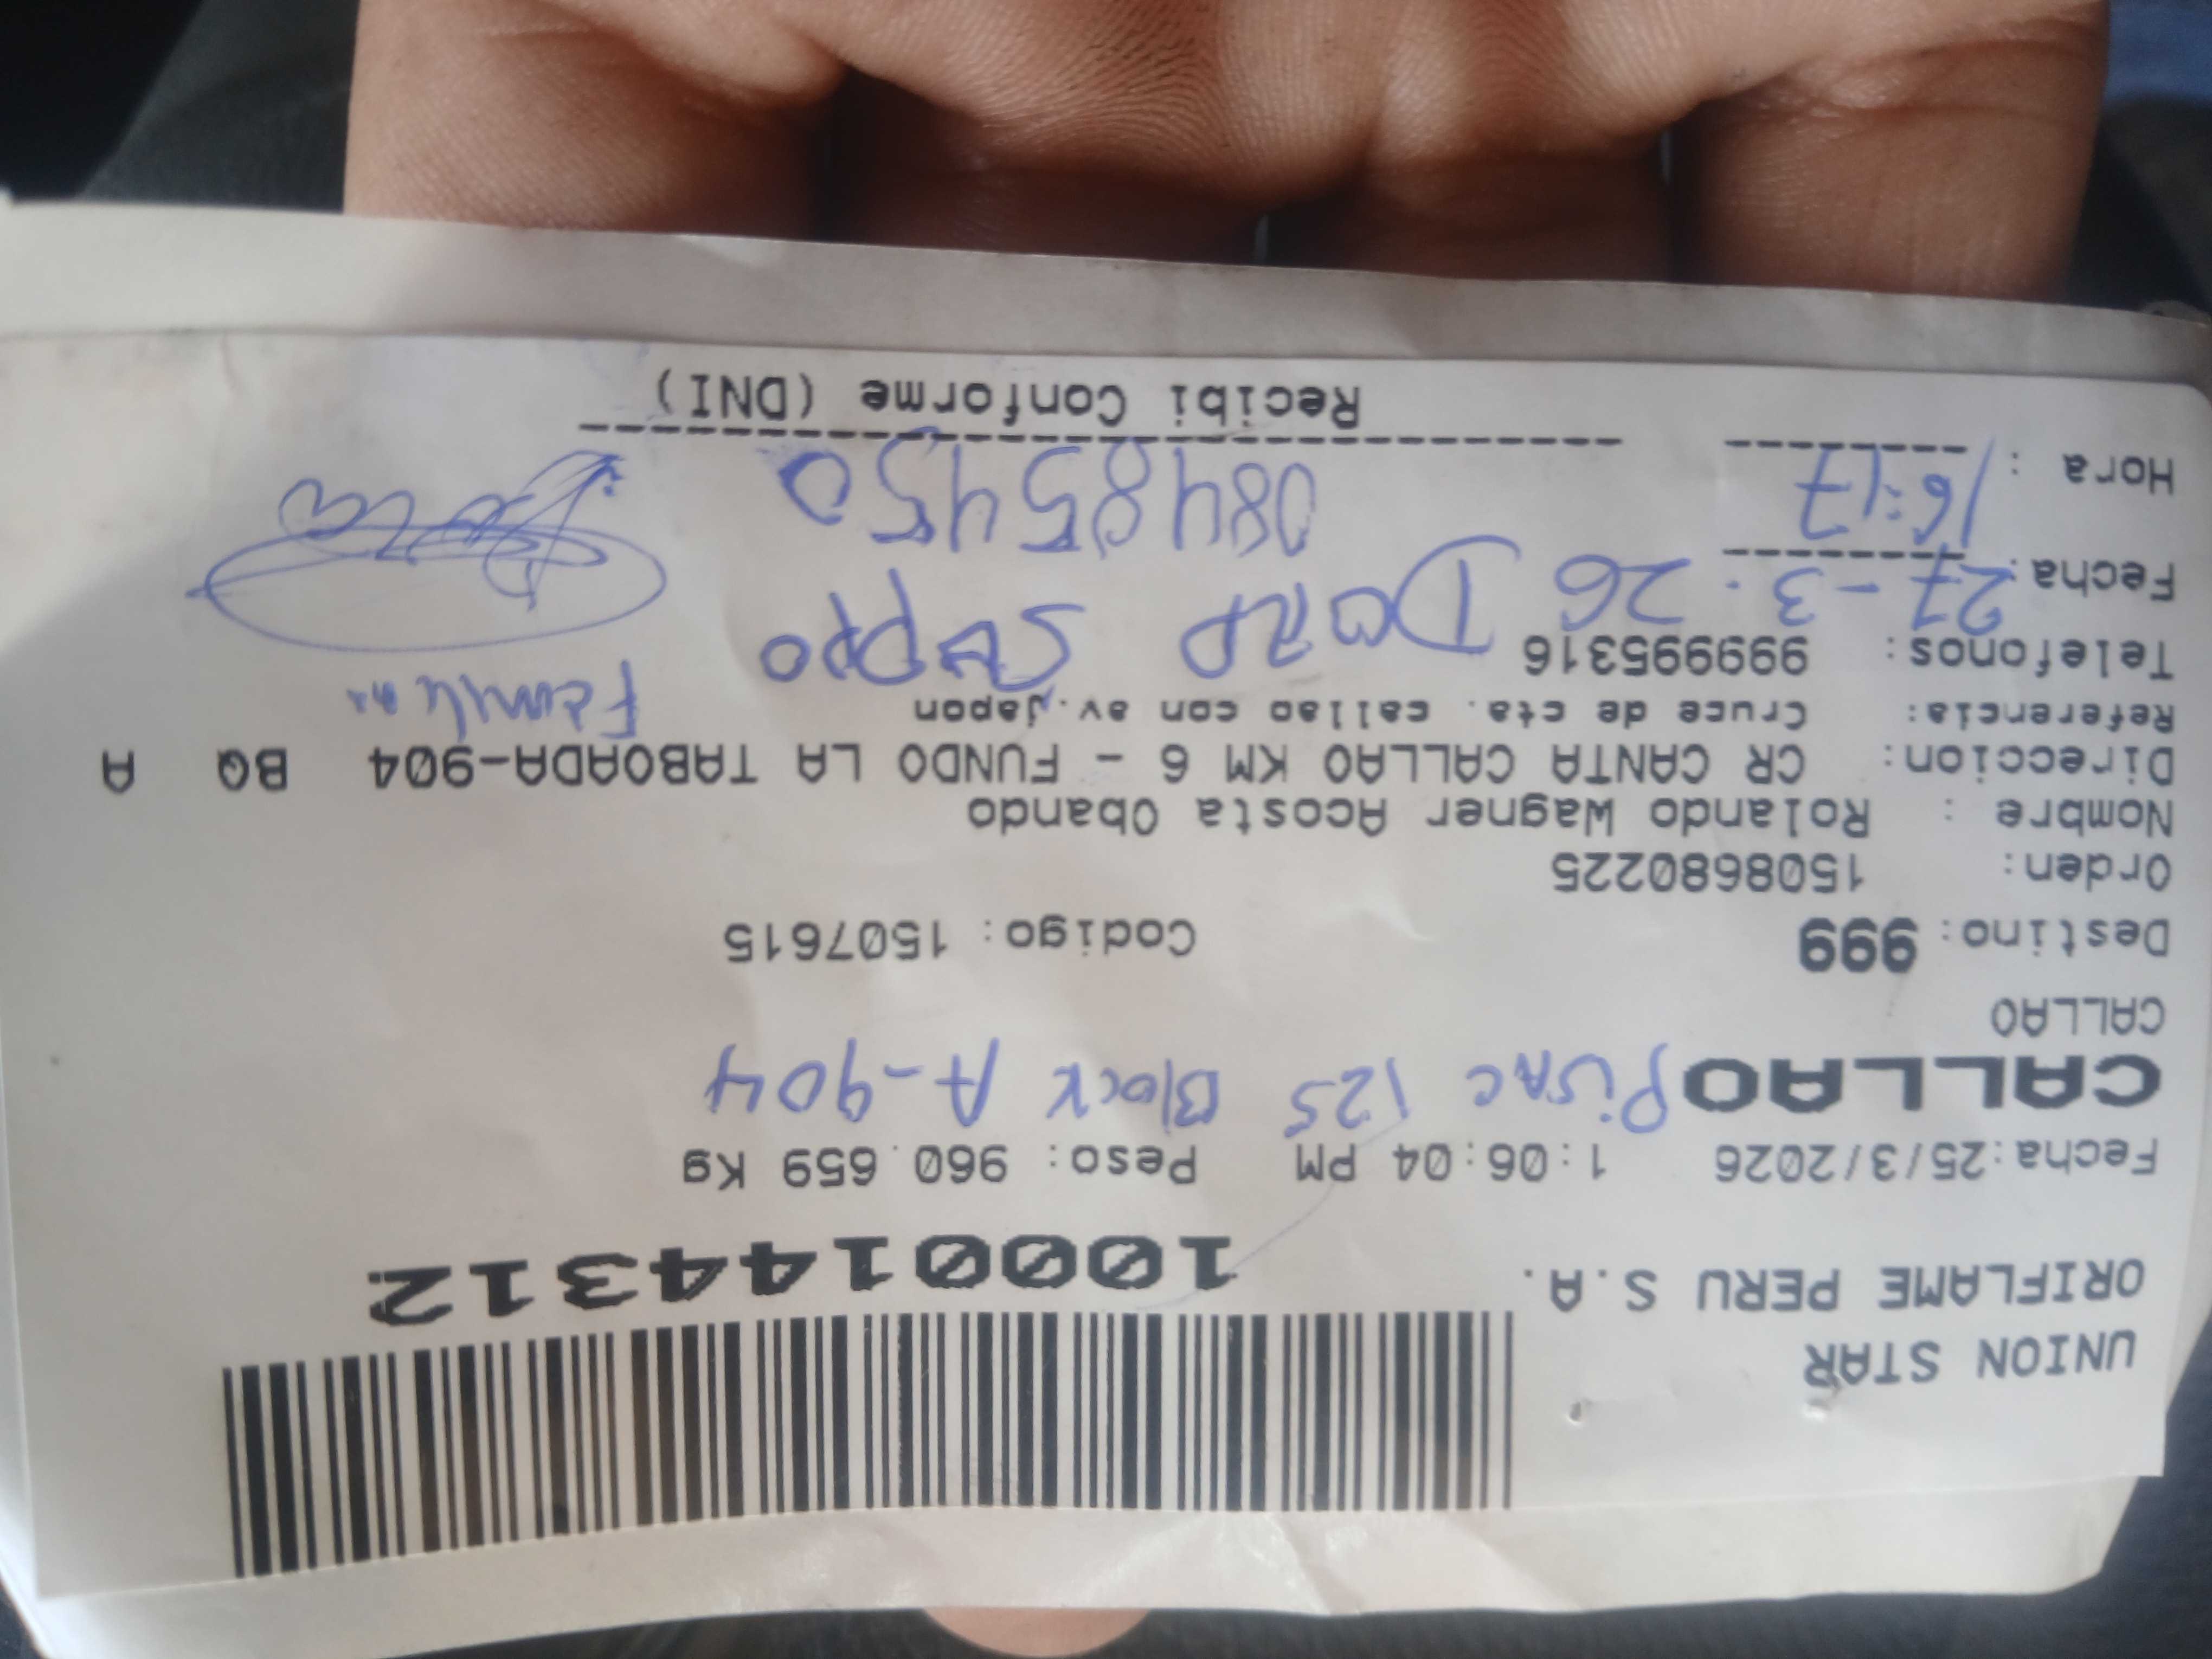 UNION STAR
ORIFLAME PERU S.A.
1000144312
Fecha:25/3/2026 1:06:04 PM Peso: 960.659 Kg
CALLAO Pisac 125 Block A-904
CALLAO
Destino: 999 Codigo: 1507615
Orden: 1508680225
Nombre : Rolando Wagner Acosta Obando
Direccion: CR CANTA CALLAO KM 6 - FUNDO LA TABOADA-904 BQ A
Referencia: Cruce de cta. callao con av.japon
Telefonos: 999995316
Fecha: 27-3-26
Hora : 16:17
08485450
Recibi Conforme (DNI)